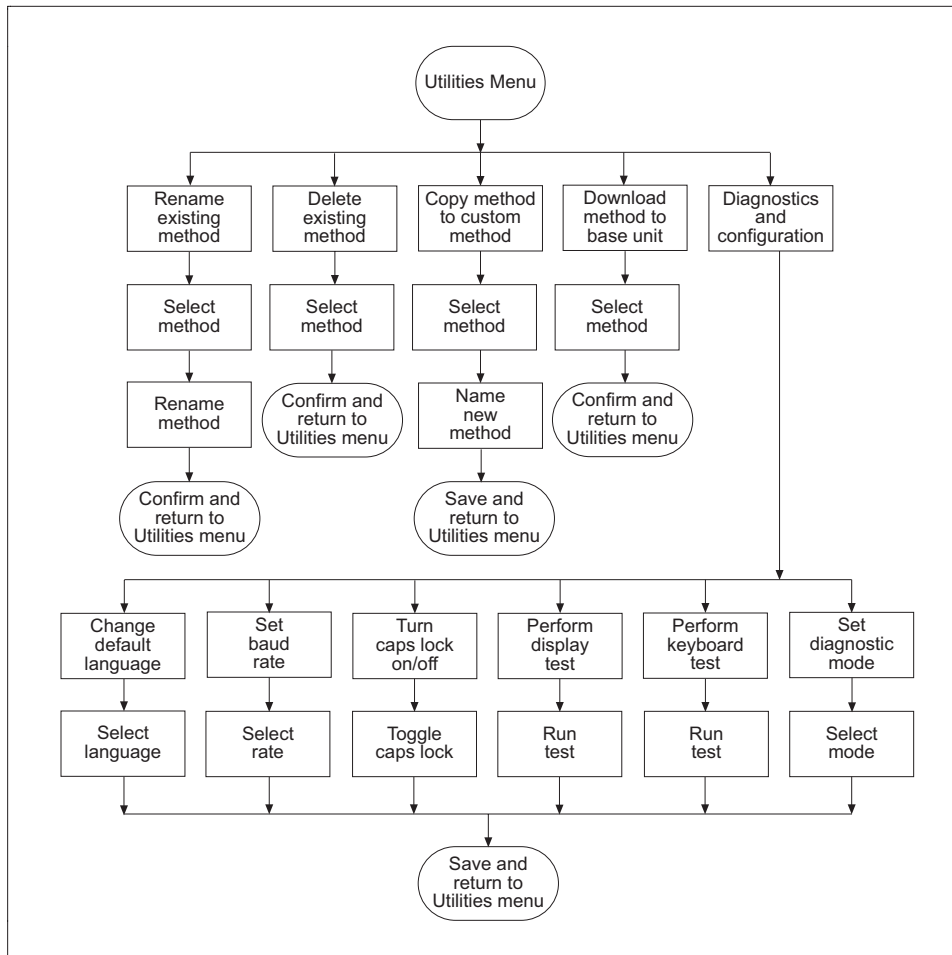 Utilities Menu
Rename
existing
method
Delete
existing
method
Copy method
to custom
method
Download
method to
base unit
Diagnostics
and
configuration
Select
method
Select
method
Select
method
Select
method
Rename
method
Confirm and
return to
Utilities menu
Name
new
method
Confirm and
return to
Utilities menu
Confirm and
return to
Utilities menu
Save and
return to
Utilities menu
Change
default
language
Set
baud
rate
Turn
caps lock
on/off
Perform
display
test
Perform
keyboard
test
Set
diagnostic
mode
Select
language
Select
rate
Toggle
caps lock
Run
test
Run
test
Select
mode
Save and
return to
Utilities menu